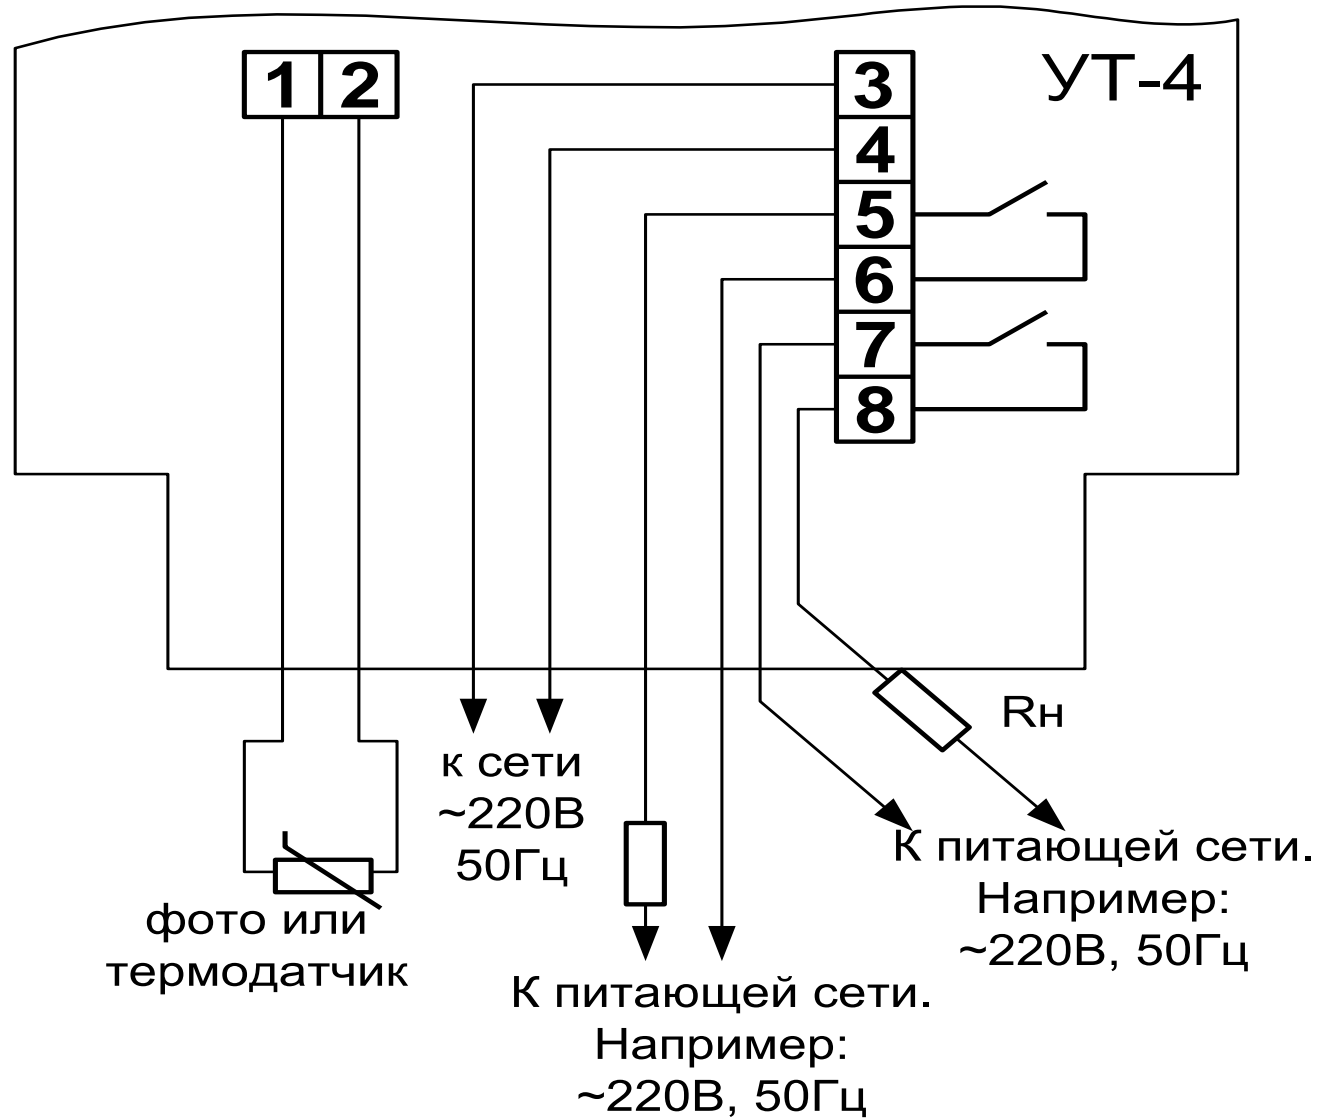 УТ-4
1 2
3
4
5
6
7
8
Rн
к сети
~220В
50Гц
К питающей сети.
Например:
~220В, 50Гц
фото или
термодатчик
К питающей сети.
Например:
~220В, 50Гц